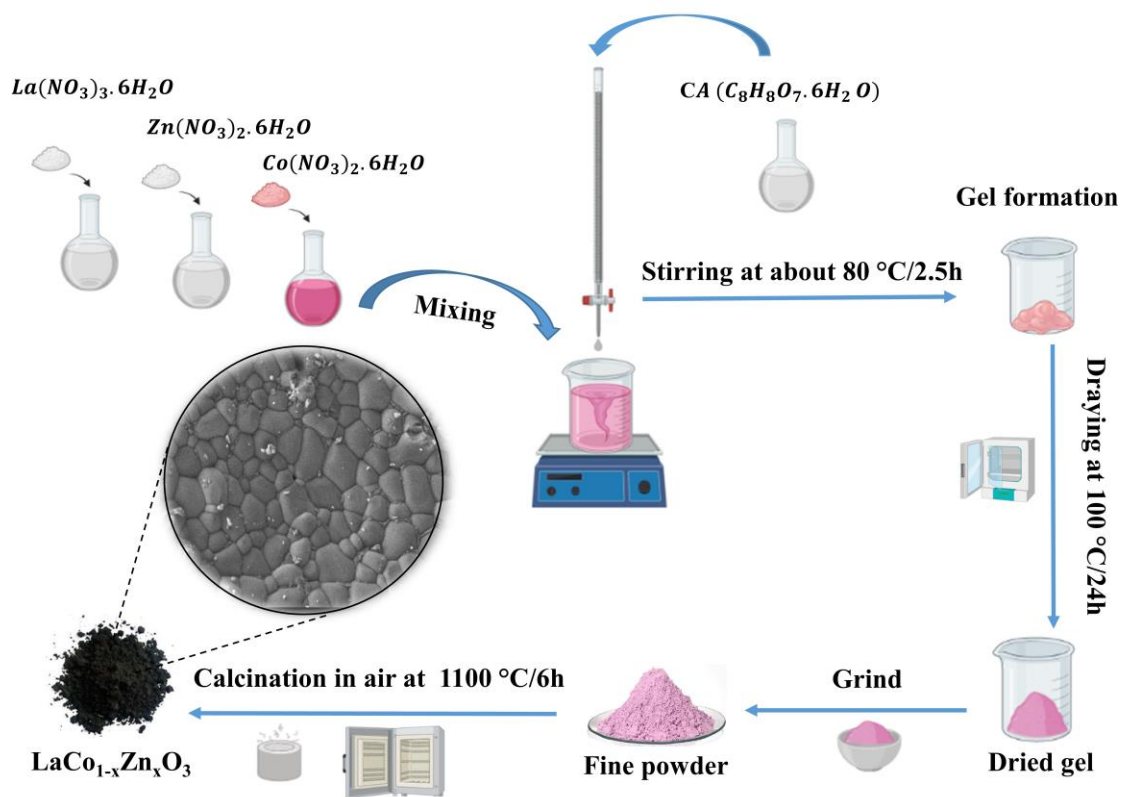 La(NO₃)₃.6H₂O
Zn(NO₃)₂.6H₂O
Co(NO₃)₂.6H₂O
CA (C₈H₈O₇.6H₂O)
Mixing
Stirring at about 80 °C/2.5h
Gel formation
Draying at 100 °C/24h
Dried gel
Grind
Fine powder
Calcination in air at 1100 °C/6h
LaCo₁₋ₓZnₓO₃